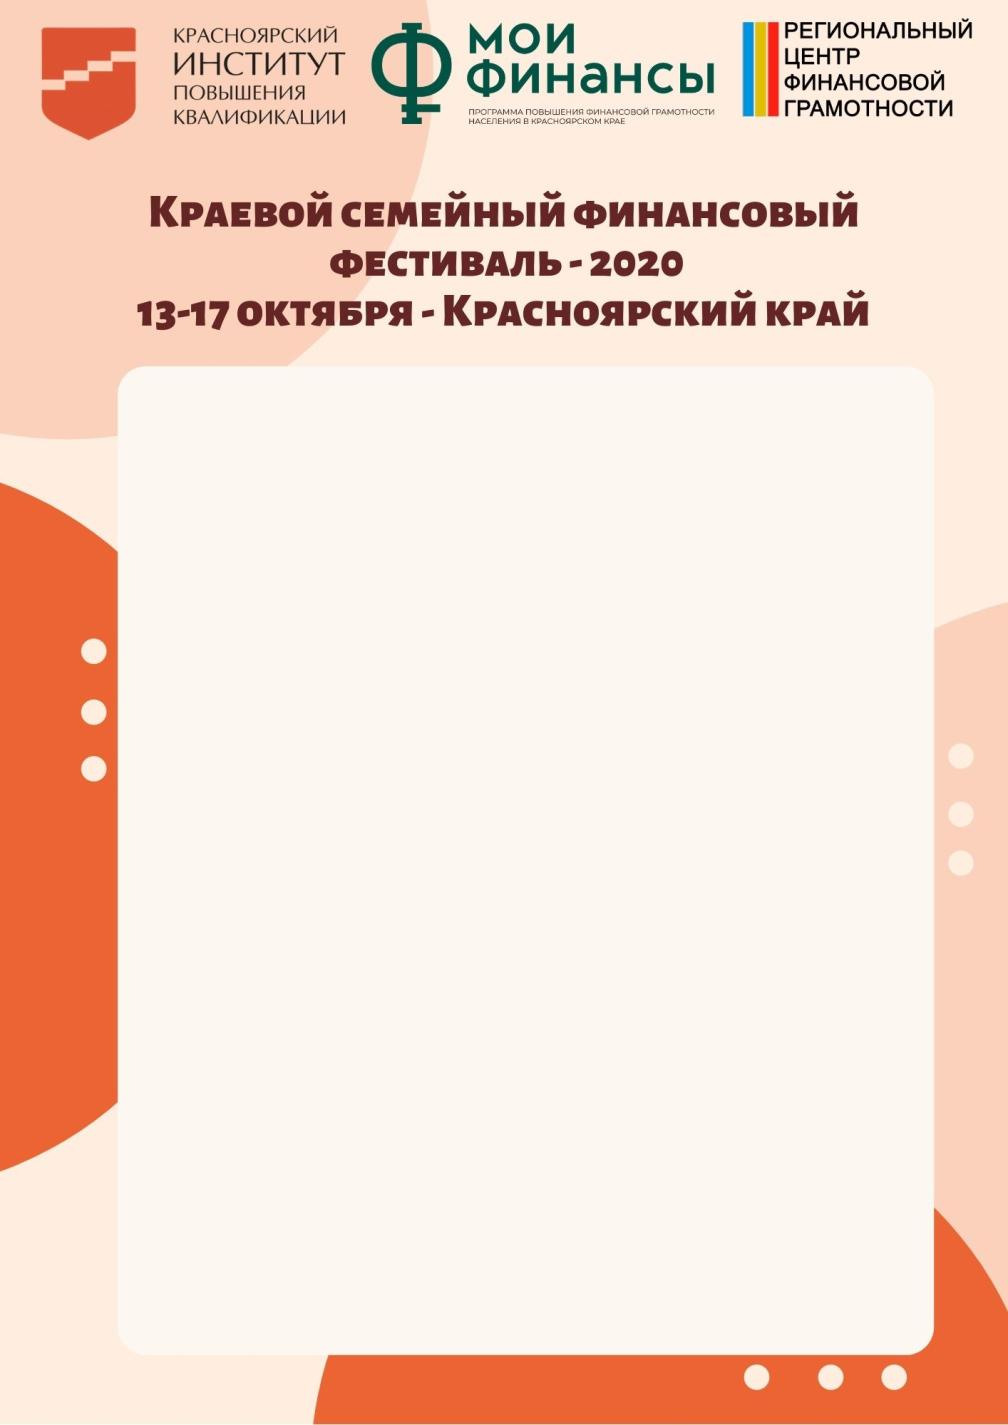 КРАСНОЯРСКИЙ
ИНСТИТУТ
ПОВЫШЕНИЯ
КВАЛИФИКАЦИИ
МОИ
ФИНАНСЫ
ПРОГРАММА ПОВЫШЕНИЯ ФИНАНСОВОЙ ГРАМОТНОСТИ
НАСЕЛЕНИЯ В КРАСНОЯРСКОМ КРАЕ
РЕГИОНАЛЬНЫЙ
ЦЕНТР
ФИНАНСОВОЙ
ГРАМОТНОСТИ
Краевой семейный финансовый
фестиваль - 2020
13-17 октября - Красноярский край